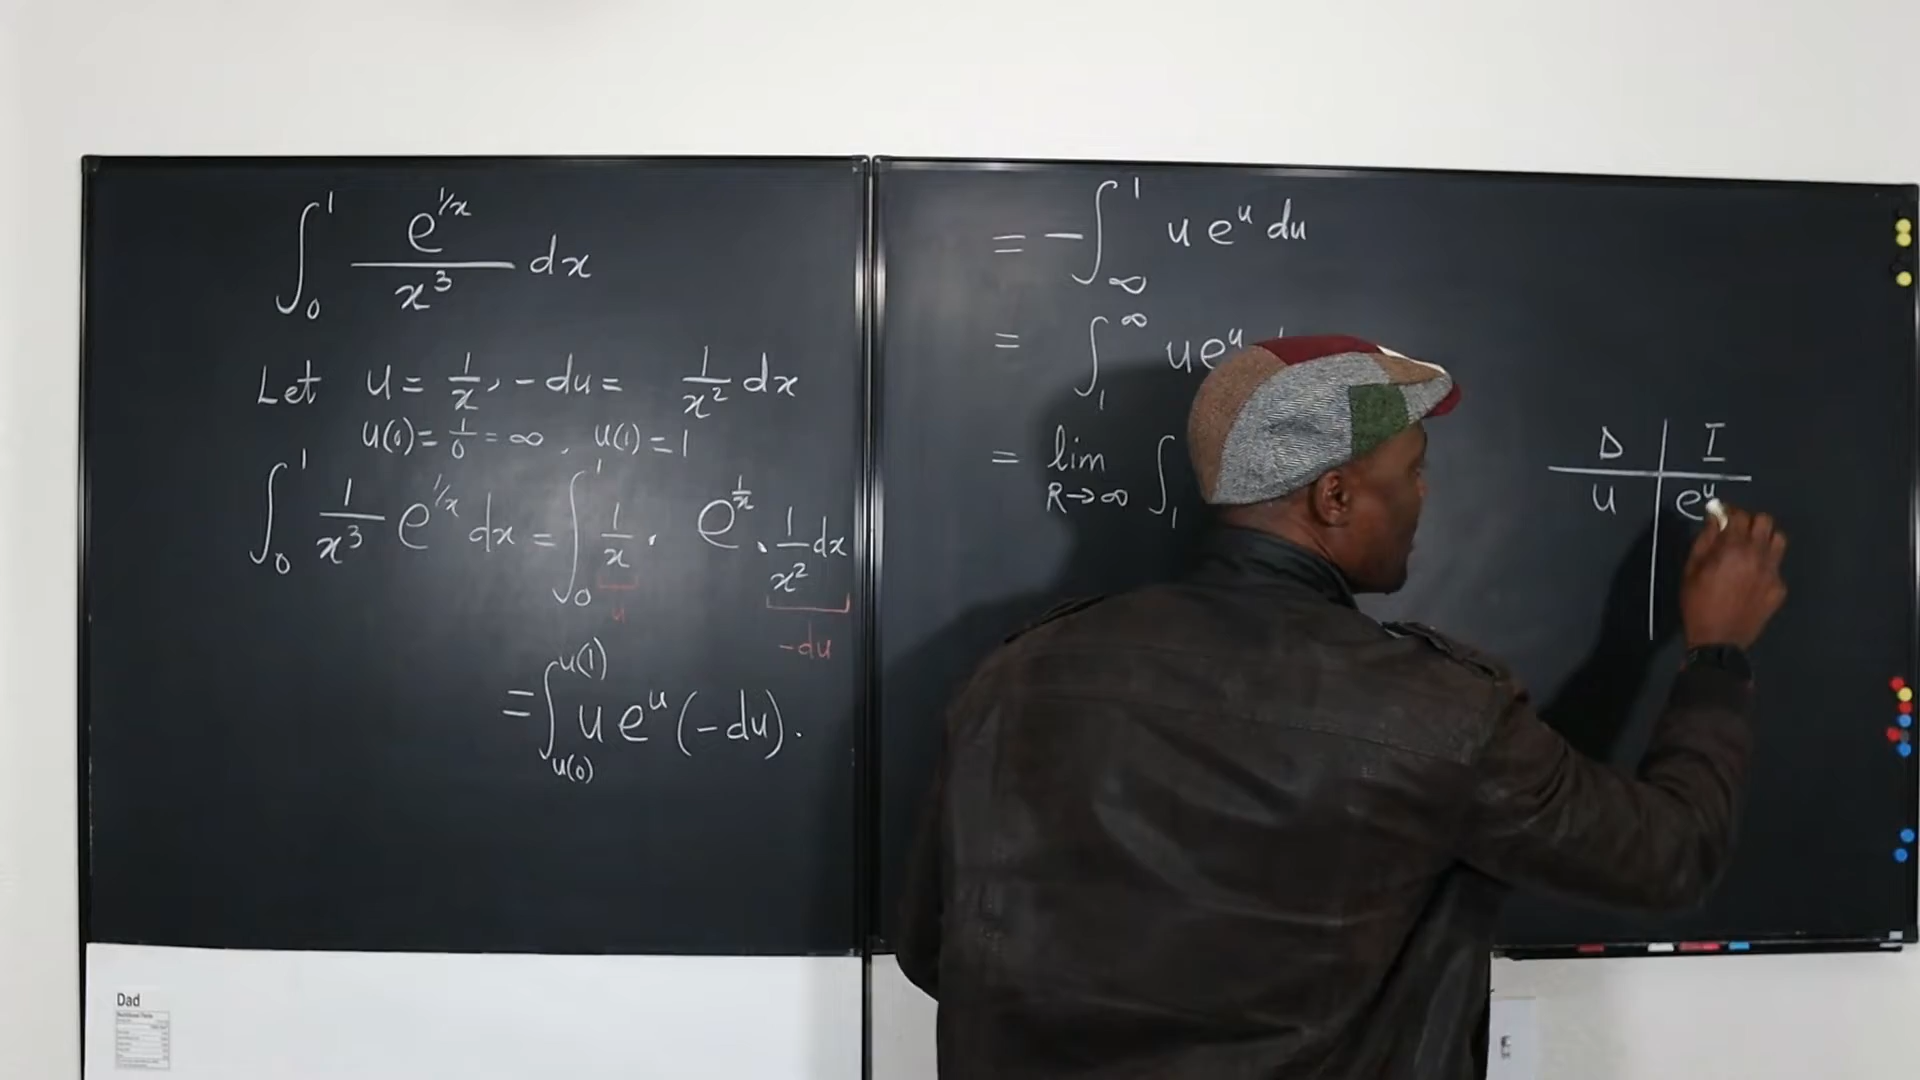 ∫₀¹ e^{1/x} / x³ dx
Let u = 1/x, -du = 1/x² dx
u(0) = 1/0 = ∞, u(1) = 1
∫₀¹ 1/x³ e^{1/x} dx = ∫₀¹ 1/x · e^{1/x} · 1/x² dx
u
-du
= ∫_{u(0)}^{u(1)} u e^u (-du).
= -∫_∞^1 u e^u du
= ∫_1^∞ u e^u
= lim_{R→∞} ∫_1
D I
u e^u
Dad